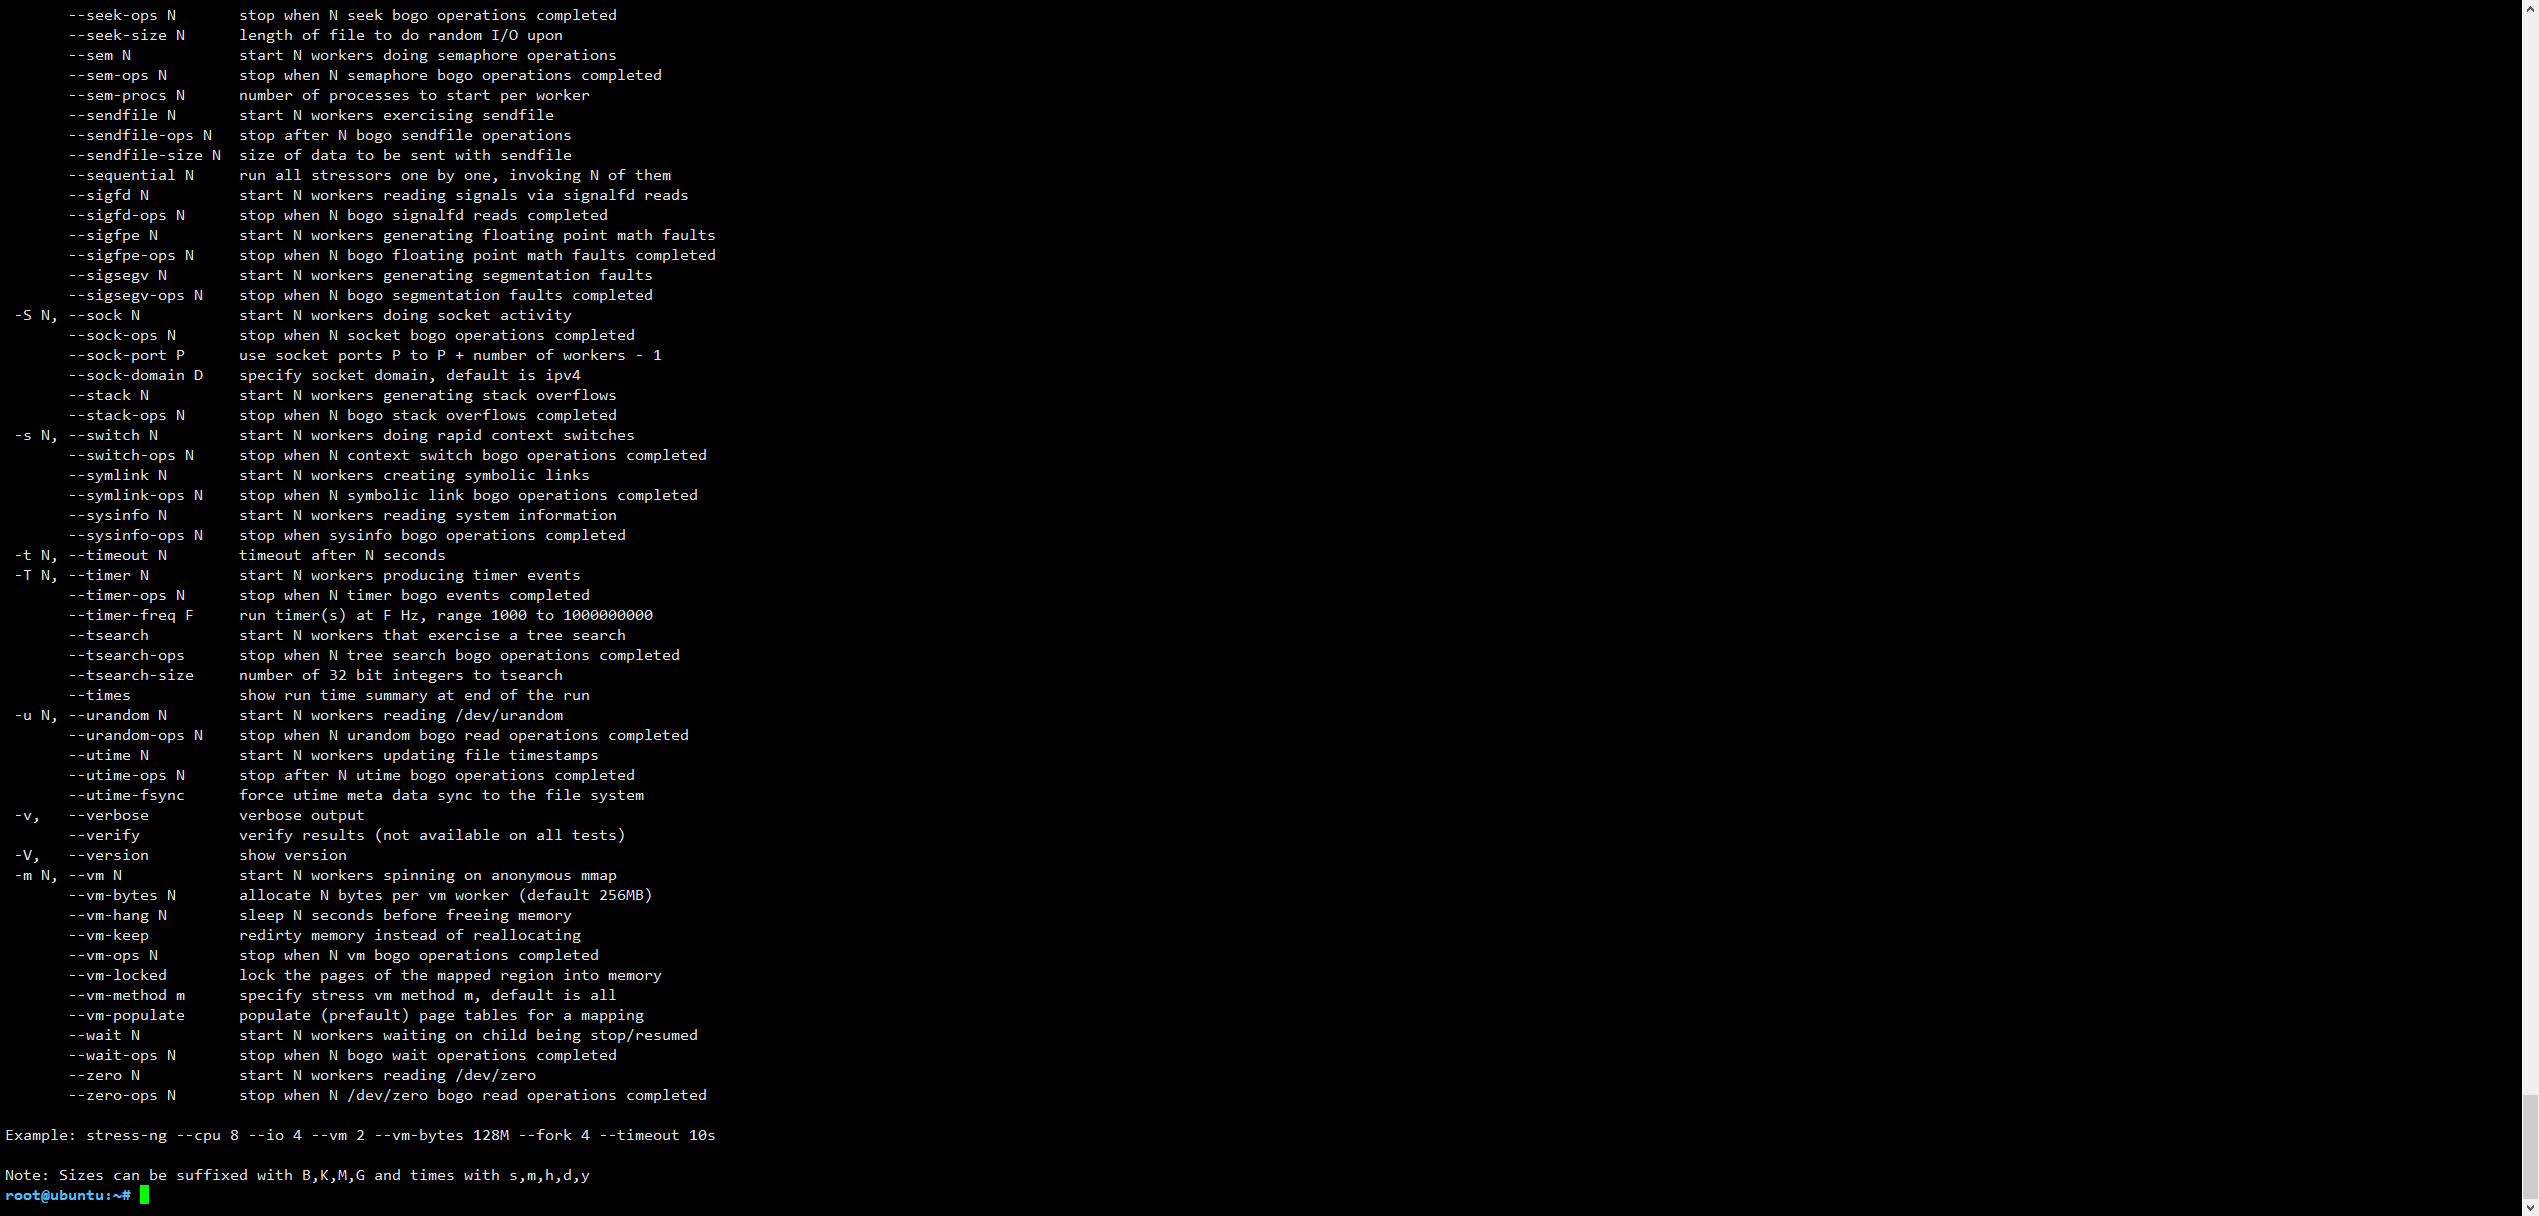 --seek-ops N stop when N seek bogo operations completed
--seek-size N length of file to do random I/O upon
--sem N start N workers doing semaphore operations
--sem-ops N stop when N semaphore bogo operations completed
--sem-procs N number of processes to start per worker
--sendfile N start N workers exercising sendfile
--sendfile-ops N stop after N bogo sendfile operations
--sendfile-size N size of data to be sent with sendfile
--sequential N run all stressors one by one, invoking N of them
--sigfd N start N workers reading signals via signalfd reads
--sigfd-ops N stop when N bogo signalfd reads completed
--sigfpe N start N workers generating floating point math faults
--sigfpe-ops N stop when N bogo floating point math faults completed
--sigsegv N start N workers generating segmentation faults
--sigsegv-ops N stop when N bogo segmentation faults completed
-S N, --sock N start N workers doing socket activity
--sock-ops N stop when N socket bogo operations completed
--sock-port P use socket ports P to P + number of workers - 1
--sock-domain D specify socket domain, default is ipv4
--stack N start N workers generating stack overflows
--stack-ops N stop when N bogo stack overflows completed
-s N, --switch N start N workers doing rapid context switches
--switch-ops N stop when N context switch bogo operations completed
--symlink N start N workers creating symbolic links
--symlink-ops N stop when N symbolic link bogo operations completed
--sysinfo N start N workers reading system information
--sysinfo-ops N stop when sysinfo bogo operations completed
-t N, --timeout N timeout after N seconds
-T N, --timer N start N workers producing timer events
--timer-ops N stop when N timer bogo events completed
--timer-freq F run timer(s) at F Hz, range 1000 to 1000000000
--tsearch start N workers that exercise a tree search
--tsearch-ops stop when N tree search bogo operations completed
--tsearch-size number of 32 bit integers to tsearch
--times show run time summary at end of the run
-u N, --urandom N start N workers reading /dev/urandom
--urandom-ops N stop when N urandom bogo read operations completed
--utime N start N workers updating file timestamps
--utime-ops N stop after N utime bogo operations completed
--utime-fsync force utime meta data sync to the file system
-v, --verbose verbose output
--verify verify results (not available on all tests)
-V, --version show version
-m N, --vm N start N workers spinning on anonymous mmap
--vm-bytes N allocate N bytes per vm worker (default 256MB)
--vm-hang N sleep N seconds before freeing memory
--vm-keep redirty memory instead of reallocating
--vm-ops N stop when N vm bogo operations completed
--vm-locked lock the pages of the mapped region into memory
--vm-method m specify stress vm method m, default is all
--vm-populate populate (prefault) page tables for a mapping
--wait N start N workers waiting on child being stop/resumed
--wait-ops N stop when N bogo wait operations completed
--zero N start N workers reading /dev/zero
--zero-ops N stop when N /dev/zero bogo read operations completed
Example: stress-ng --cpu 8 --io 4 --vm 2 --vm-bytes 128M --fork 4 --timeout 10s
Note: Sizes can be suffixed with B,K,M,G and times with s,m,h,d,y
root@ubuntu:~#